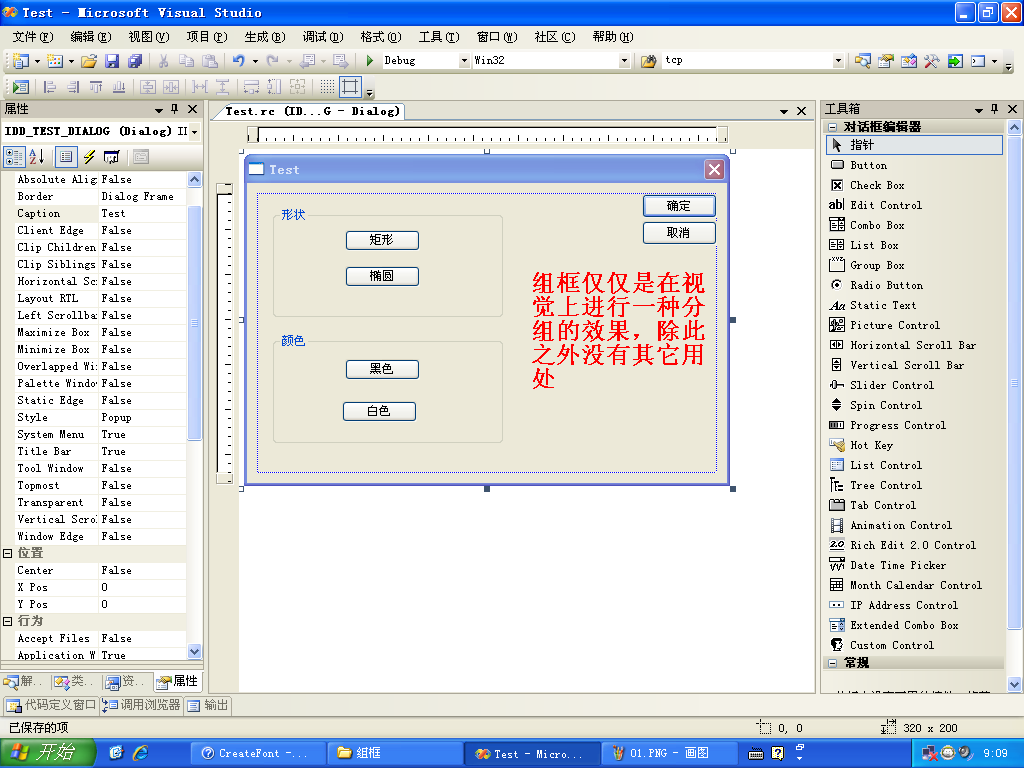 Test - Microsoft Visual Studio
文件(F) 编辑(E) 视图(V) 项目(P) 生成(B) 调试(D) 格式(O) 工具(T) 窗口(W) 社区(C) 帮助(H)
Debug Win32 tcp
属性
IDD_TEST_DIALOG (Dialog) II
Absolute Alig False
Border Dialog Frame
Caption Test
Client Edge False
Clip Children False
Clip Siblings False
Horizontal Sc False
Layout RTL False
Left Scrollba False
Maximize Box False
Minimize Box False
Overlapped Wi False
Palette Windo False
Static Edge False
Style Popup
System Menu True
Title Bar True
Tool Window False
Topmost False
Transparent False
Vertical Scro False
Window Edge False
位置
Center False
X Pos 0
Y Pos 0
行为
Accept Files False
Application W True
解.. 类.. 资.. 属性
Test.rc (ID...G - Dialog)
Test
形状
矩形
椭圆
颜色
黑色
白色
确定
取消
组框仅仅是在视
觉上进行一种分
组的效果，除此
之外没有其它用
处
工具箱
对话框编辑器
指针
Button
Check Box
Edit Control
Combo Box
List Box
Group Box
Radio Button
Static Text
Picture Control
Horizontal Scroll Bar
Vertical Scroll Bar
Slider Control
Spin Control
Progress Control
Hot Key
List Control
Tree Control
Tab Control
Animation Control
Rich Edit 2.0 Control
Date Time Picker
Month Calendar Control
IP Address Control
Extended Combo Box
Custom Control
常规
代码定义窗口 调用浏览器 输出
已保存的项 0, 0 320 x 200
开始 CreateFont -... 组框 Test - Micro... 01.PNG - 画图 9:09